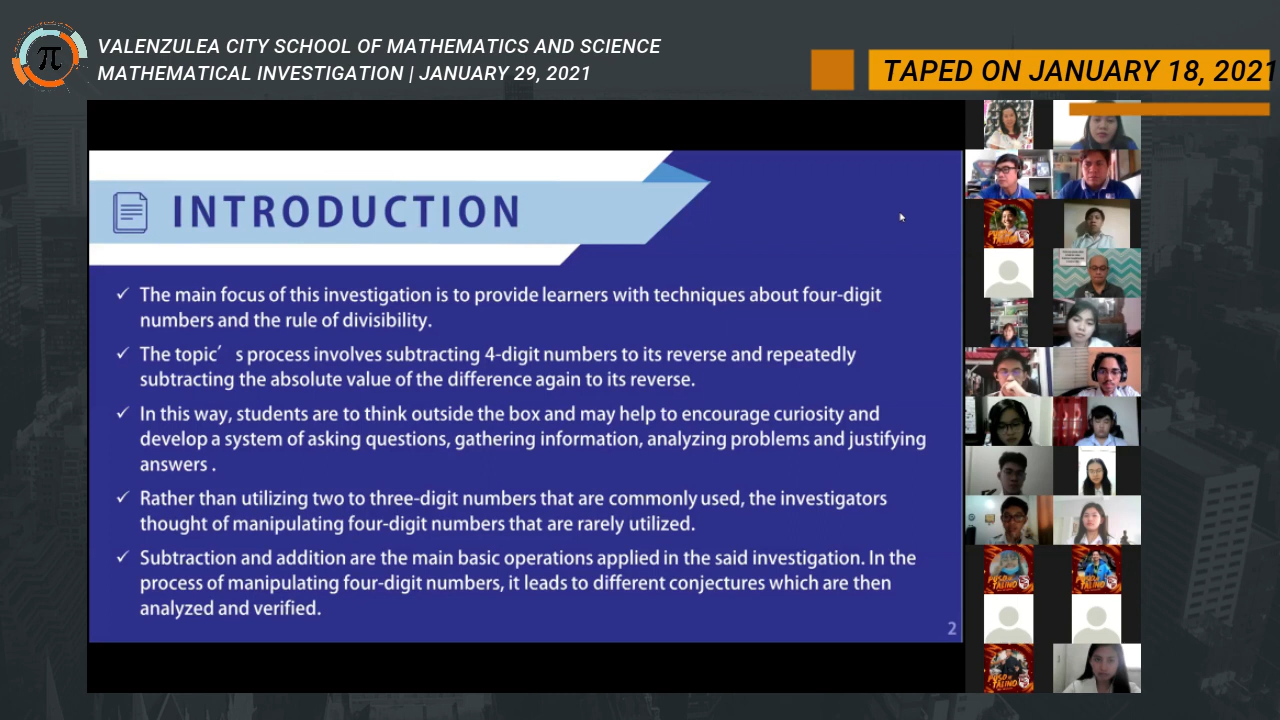 VALENZULEA CITY SCHOOL OF MATHEMATICS AND SCIENCE
MATHEMATICAL INVESTIGATION | JANUARY 29, 2021
TAPED ON JANUARY 18, 2021
π
INTRODUCTION
✓ The main focus of this investigation is to provide learners with techniques about four-digit
numbers and the rule of divisibility.
✓ The topic′ s process involves subtracting 4-digit numbers to its reverse and repeatedly
subtracting the absolute value of the difference again to its reverse.
✓ In this way, students are to think outside the box and may help to encourage curiosity and
develop a system of asking questions, gathering information, analyzing problems and justifying
answers .
✓ Rather than utilizing two to three-digit numbers that are commonly used, the investigators
thought of manipulating four-digit numbers that are rarely utilized.
✓ Subtraction and addition are the main basic operations applied in the said investigation. In the
process of manipulating four-digit numbers, it leads to different conjectures which are then
analyzed and verified.
2